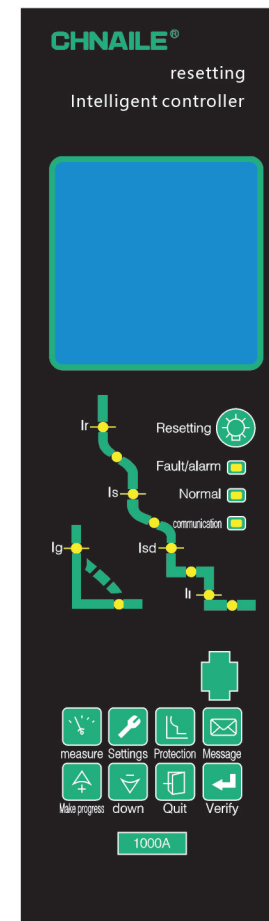 CHNAILE®
resetting
Intelligent controller
Ir
Resetting
Fault/alarm
Is
Normal
communication
Ig
Isd
Iı
measure Settings Protection Message
Make progress down Quit Verify
1000A